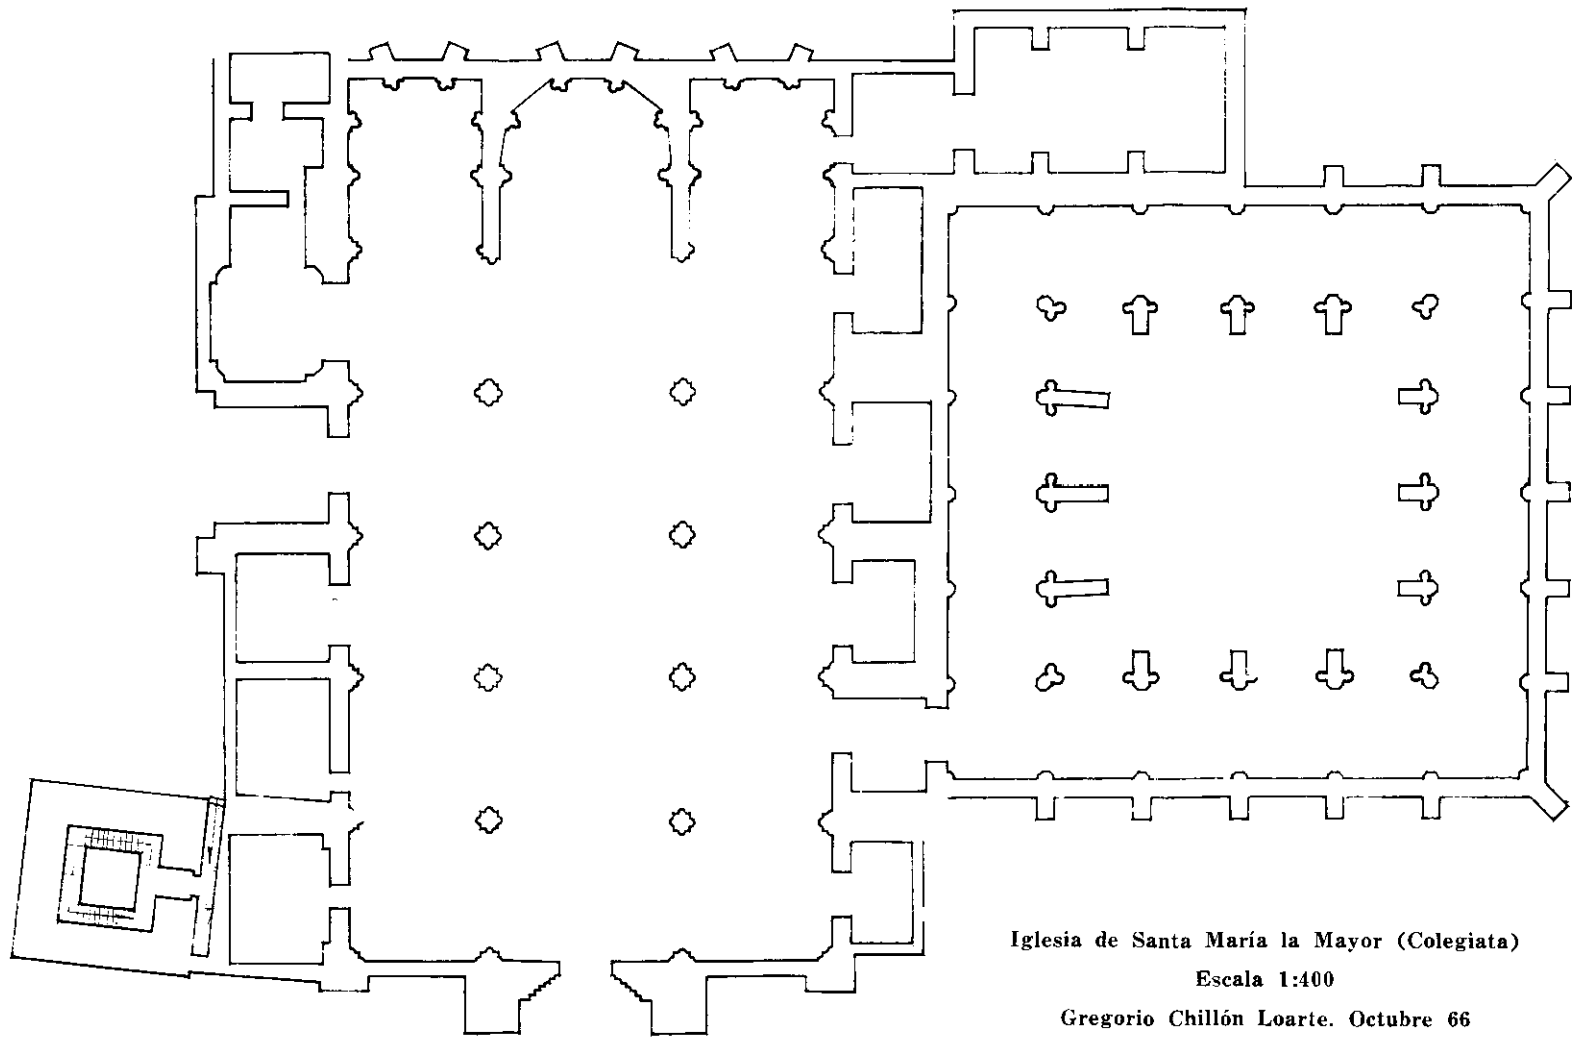 Iglesia de Santa María la Mayor (Colegiata)
Escala 1:400
Gregorio Chillón Loarte. Octubre 66